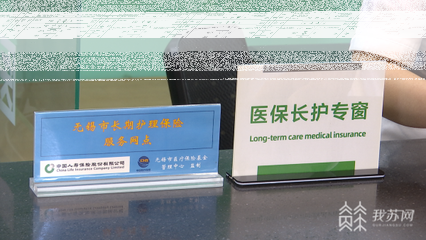 无锡市长期护理保险
服务网点
中国人寿保险股份有限公司
China Life Insurance Company Limited
无锡市医疗保险基金
管理中心 监制
医保长护专窗
Long-term care medical insurance
我苏网